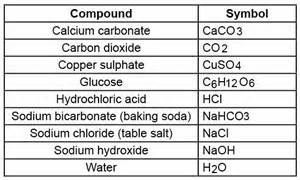 Compound Symbol
Calcium carbonate CaCO3
Carbon dioxide CO2
Copper sulphate CuSO4
Glucose C6H12O6
Hydrochloric acid HCl
Sodium bicarbonate (baking soda) NaHCO3
Sodium chloride (table salt) NaCl
Sodium hydroxide NaOH
Water H2O